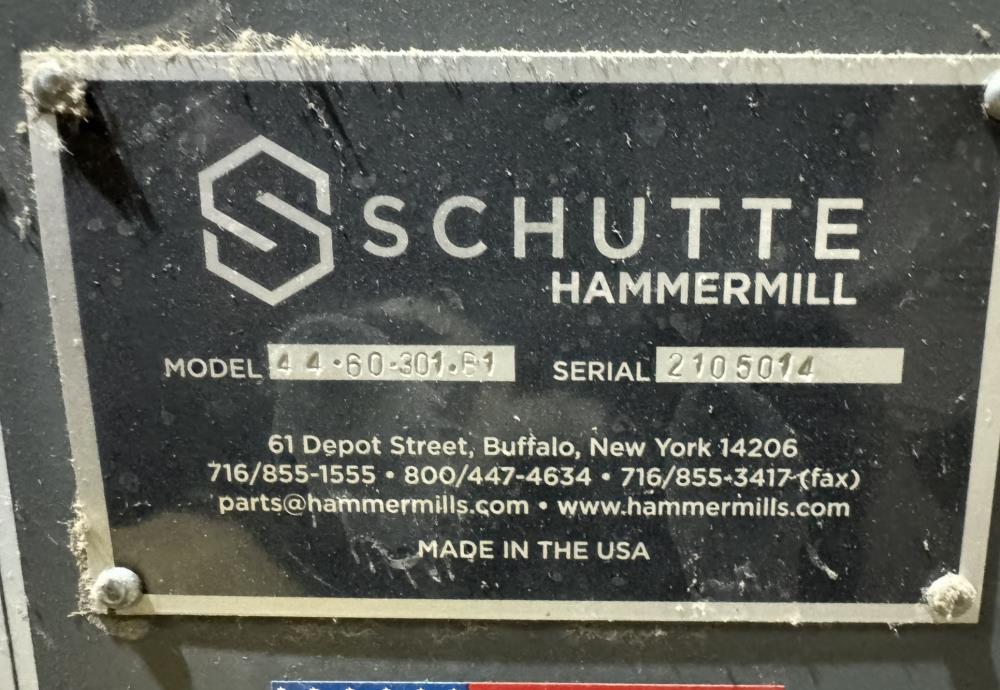 SCHUTTE
HAMMERMILL
MODEL 44-60-301.B1 SERIAL 2105014
61 Depot Street, Buffalo, New York 14206
716/855-1555 • 800/447-4634 • 716/855-3417 (fax)
parts@hammermills.com • www.hammermills.com
MADE IN THE USA